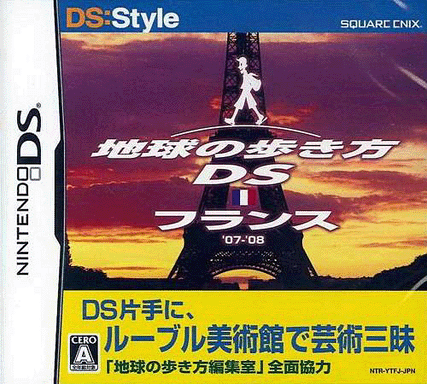 DS:Style
SQUARE ENIX.
NINTENDO DS
地球の歩き方
DS
フランス
'07-'08
DS片手に、
ルーブル美術館で芸術三昧
「地球の歩き方編集室」全面協力
CERO
A
NTR-YTFJ-JPN